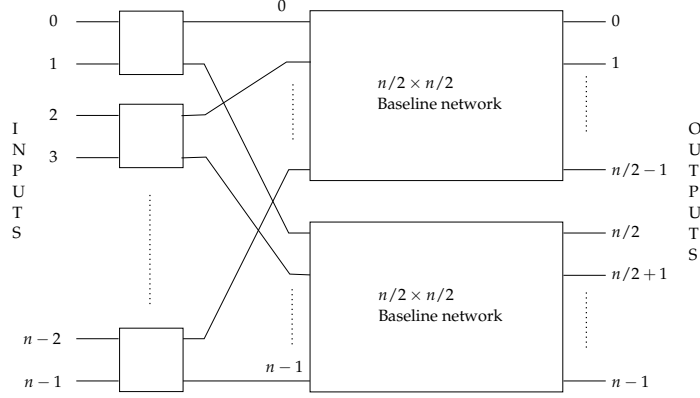 0
1
2
3
n−2
n−1
I
N
P
U
T
S
0
n−1
n/2 × n/2
Baseline network
n/2 × n/2
Baseline network
0
1
n/2−1
n/2
n/2+1
n−1
O
U
T
P
U
T
S